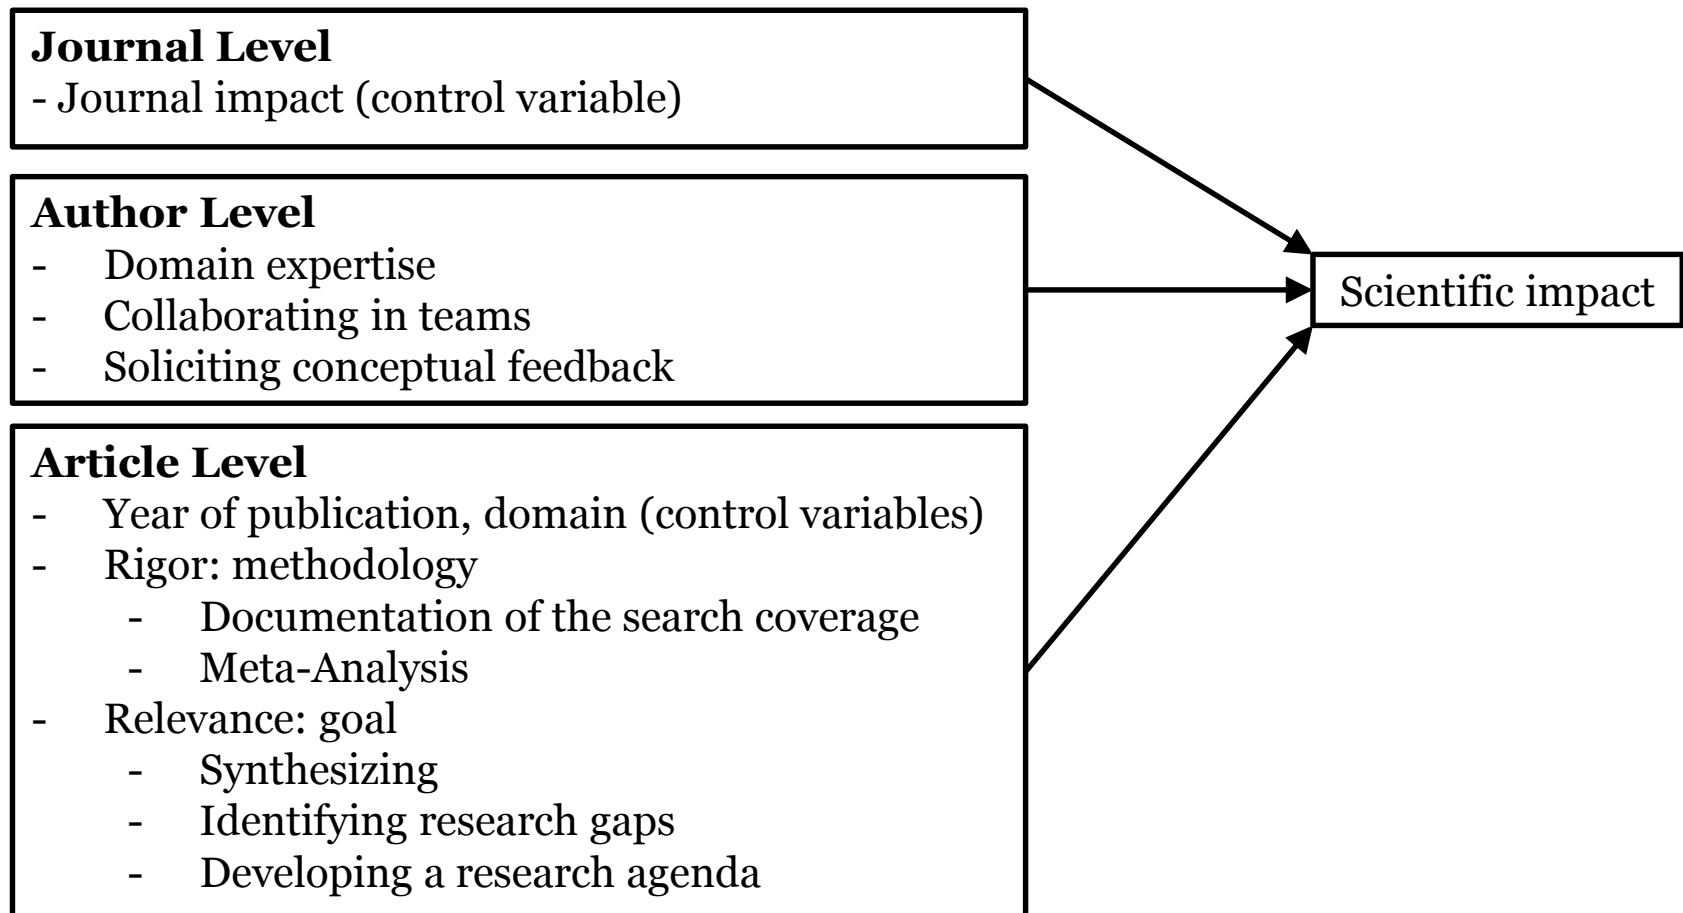 Journal Level
- Journal impact (control variable)
Author Level
- Domain expertise
- Collaborating in teams
- Soliciting conceptual feedback
Scientific impact
Article Level
- Year of publication, domain (control variables)
- Rigor: methodology
- Documentation of the search coverage
- Meta-Analysis
- Relevance: goal
- Synthesizing
- Identifying research gaps
- Developing a research agenda